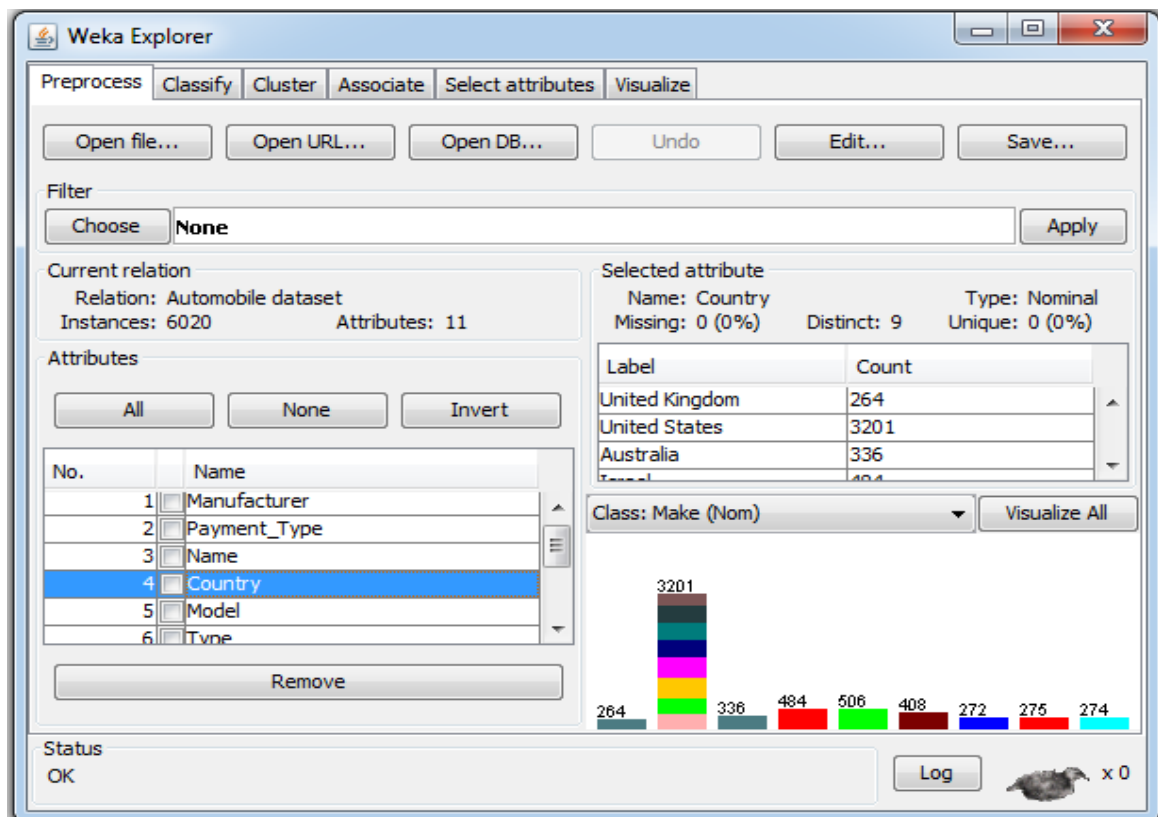 Weka Explorer
Preprocess Classify Cluster Associate Select attributes Visualize
Open file... Open URL... Open DB... Undo Edit... Save...
Filter
Choose None Apply
Current relation
Relation: Automobile dataset
Instances: 6020 Attributes: 11
Attributes
All None Invert
No. Name
1 Manufacturer
2 Payment_Type
3 Name
4 Country
5 Model
6 Type
Remove
Selected attribute
Name: Country Type: Nominal
Missing: 0 (0%) Distinct: 9 Unique: 0 (0%)
Label Count
United Kingdom 264
United States 3201
Australia 336
Israel 484
Class: Make (Nom) Visualize All
3201
264 336 484 506 408 272 275 274
Status
OK
Log x 0